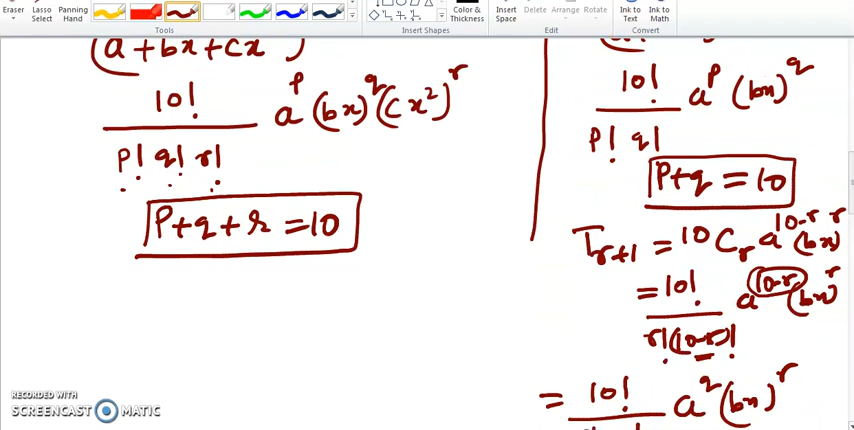 Eraser
Lasso Select
Panning Hand
Color & Thickness
Insert Space
Delete
Arrange
Rotate
Ink to Text
Ink to Math
Tools
Insert Shapes
Edit
Convert
(a + bx + cx )
10!
p! q! r!
a^p (bx)^q (cx²)^r
P + q + r = 10
10!
p! q!
a^p (bx)^q
P + q = 10
T_{r+1} = 10 C_r a^{10-r} (bx)^r
= 10!
r! (10-r)!
a^{10-r} (bx)^r
= 10!
a^q (bx)^r
RECORDED WITH
SCREENCAST MATIC